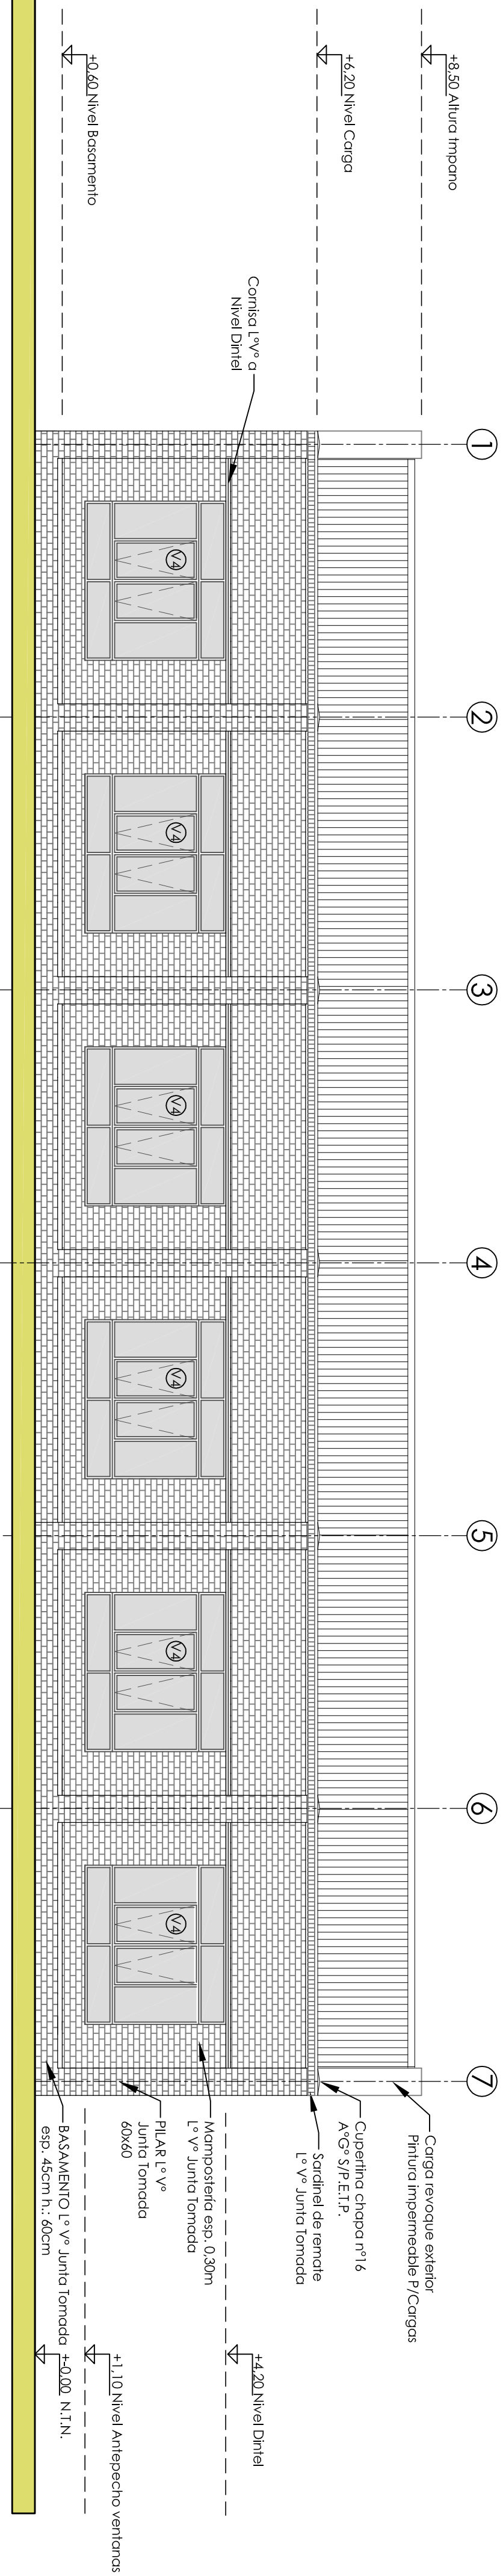 +8,50 Altura tmpano
+6,20 Nivel Carga
+0,60 Nivel Basamento
Cornisa L°V° a
Nivel Dintel
1
2
3
4
5
6
7
V4
V4
V4
V4
V4
V4
Carga revoque exterior
Pintura impermeable P/Cargas
Cupertina chapa n°16
A°G° S/P.E.T.P.
Sardinel de remate
L° V° Junta Tomada
Mampostería esp. 0,30m
L° V° Junta Tomada
PILAR L° V°
Junta Tomada
60x60
BASAMENTO L° V° Junta Tomada
esp. 45cm h.: 60cm
+4,20 Nivel Dintel
+1,10 Nivel Antepecho ventanas
+-0,00 N.T.N.